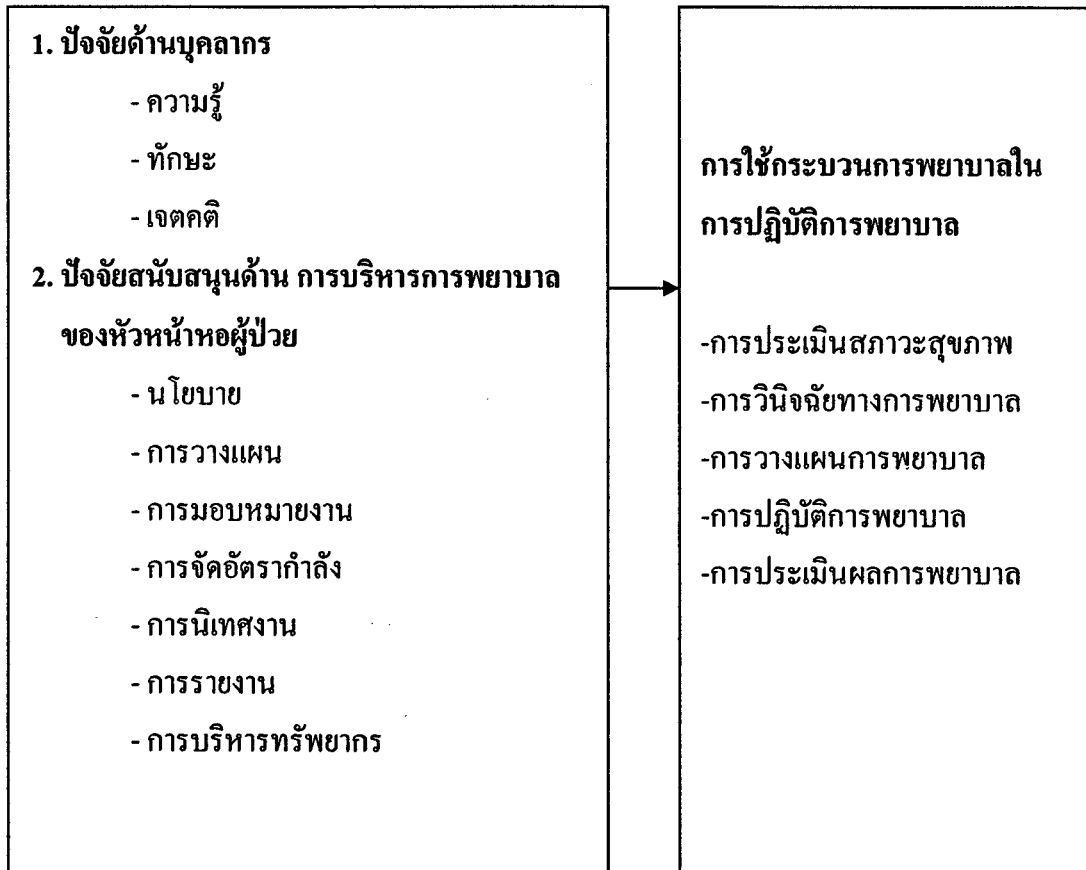 1. ปัจจัยด้านบุคลากร
- ความรู้
- ทักษะ
- เจตคติ
2. ปัจจัยสนับสนุนด้าน การบริหารการพยาบาล
ของหัวหน้าหอผู้ป่วย
- นโยบาย
- การวางแผน
- การมอบหมายงาน
- การจัดอัตรากำลัง
- การนิเทศงาน
- การรายงาน
- การบริหารทรัพยากร
การใช้กระบวนการพยาบาลใน
การปฏิบัติการพยาบาล
-การประเมินสภาวะสุขภาพ
-การวินิจฉัยทางการพยาบาล
-การวางแผนการพยาบาล
-การปฏิบัติการพยาบาล
-การประเมินผลการพยาบาล